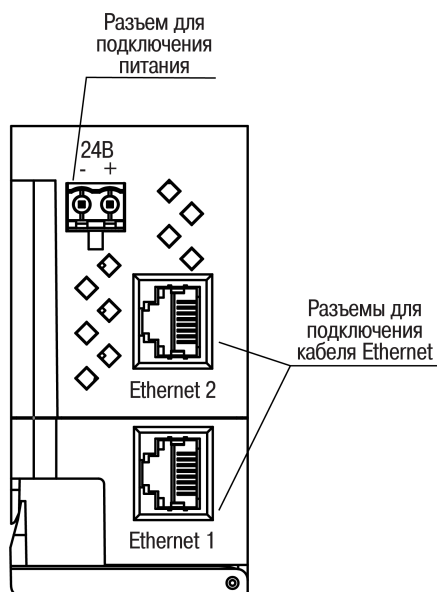 Разъем для
подключения
питания
24В
- +
Разъемы для
подключения
кабеля Ethernet
Ethernet 2
Ethernet 1